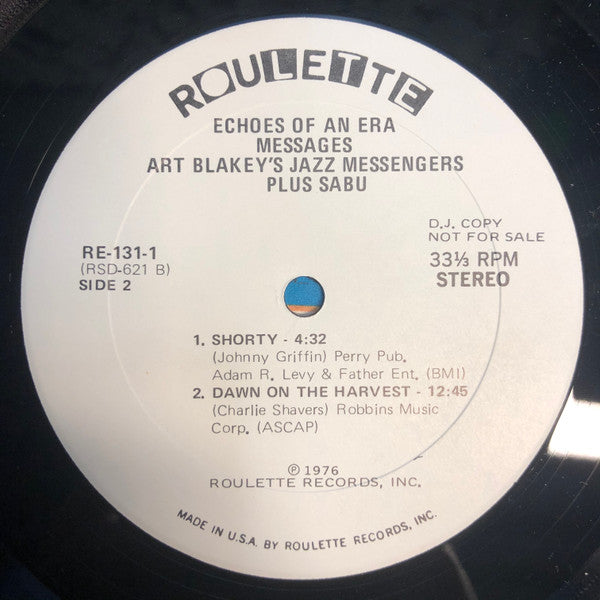 ROULETTE
ECHOES OF AN ERA
MESSAGES
ART BLAKEY'S JAZZ MESSENGERS
PLUS SABU
D.J. COPY
NOT FOR SALE
RE-131-1
(RSD-621 B)
SIDE 2
33⅓ RPM
STEREO
1. SHORTY - 4:32
(Johnny Griffin) Perry Pub.
Adam R. Levy & Father Ent. (BMI)
2. DAWN ON THE HARVEST - 12:45
(Charlie Shavers) Robbins Music
Corp. (ASCAP)
℗ 1976
ROULETTE RECORDS, INC.
MADE IN U.S.A. BY ROULETTE RECORDS, INC.